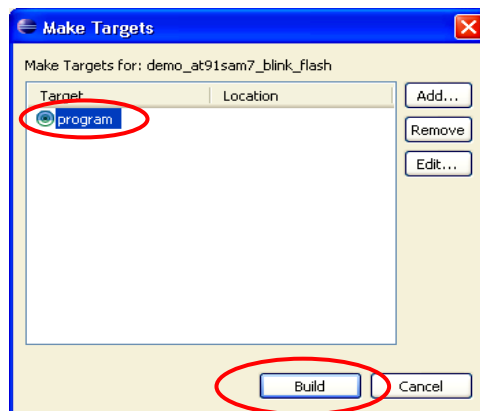 Make Targets
Make Targets for: demo_at91sam7_blink_flash
Target Location
program
Add...
Remove
Edit...
Build Cancel